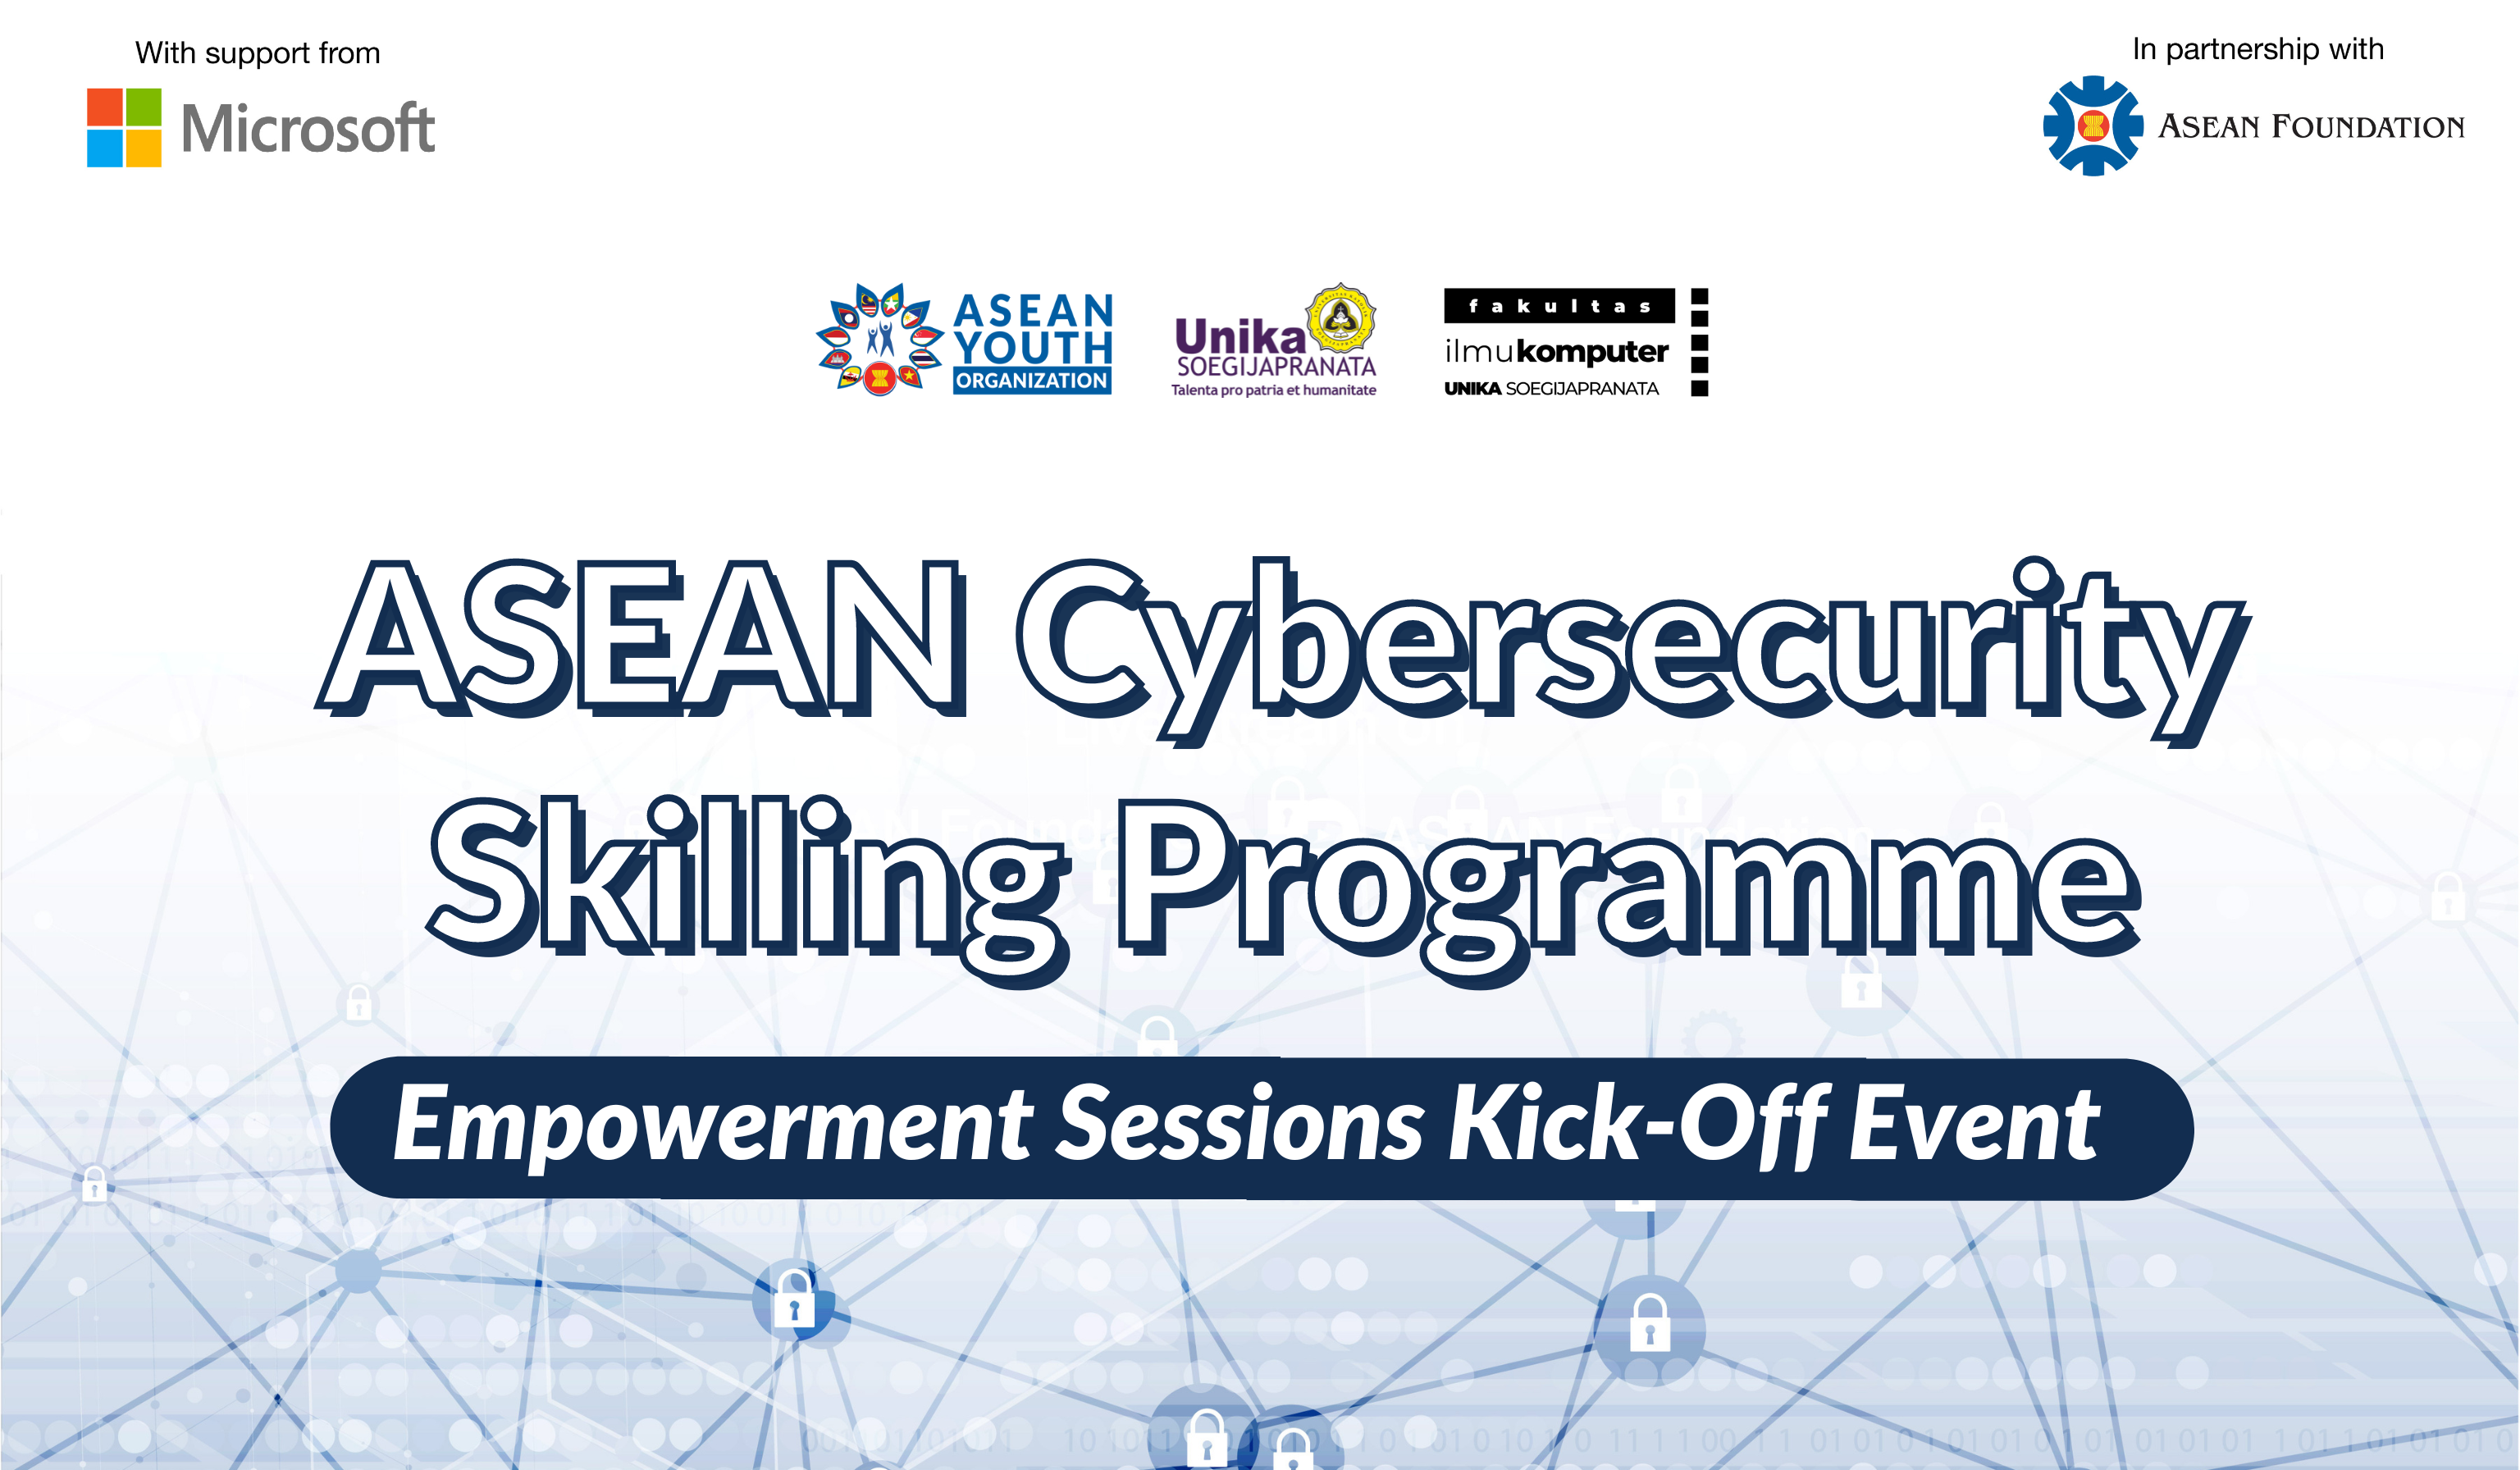 With support from
Microsoft
In partnership with
ASEAN FOUNDATION
ASEAN
YOUTH
ORGANIZATION
Unika
SOEGIJAPRANATA
Talenta pro patria et humanitate
fakultas
ilmukomputer
UNIKA SOEGIJAPRANATA
ASEAN Cybersecurity
Skilling Programme
Empowerment Sessions Kick-Off Event